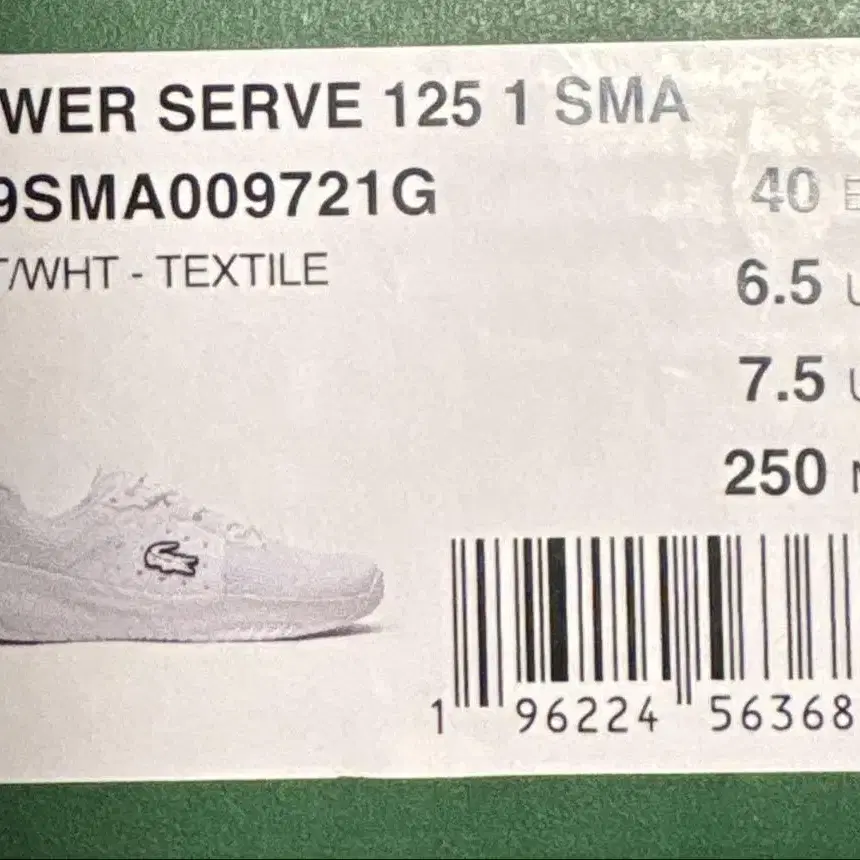 WER SERVE 125 1 SMA
9SMA009721G
T/WHT - TEXTILE
40
6.5
7.5
250
1 96224 56368